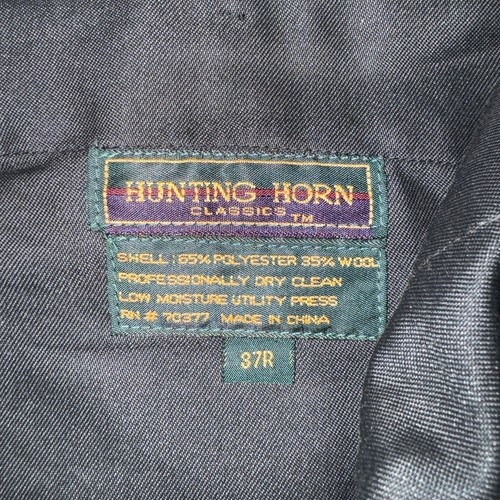 HUNTING HORN
CLASSICS TM
SHELL: 65% POLYESTER 35% WOOL
PROFESSIONALLY DRY CLEAN
LOW MOISTURE UTILITY PRESS
RN # 70377 MADE IN CHINA
37R